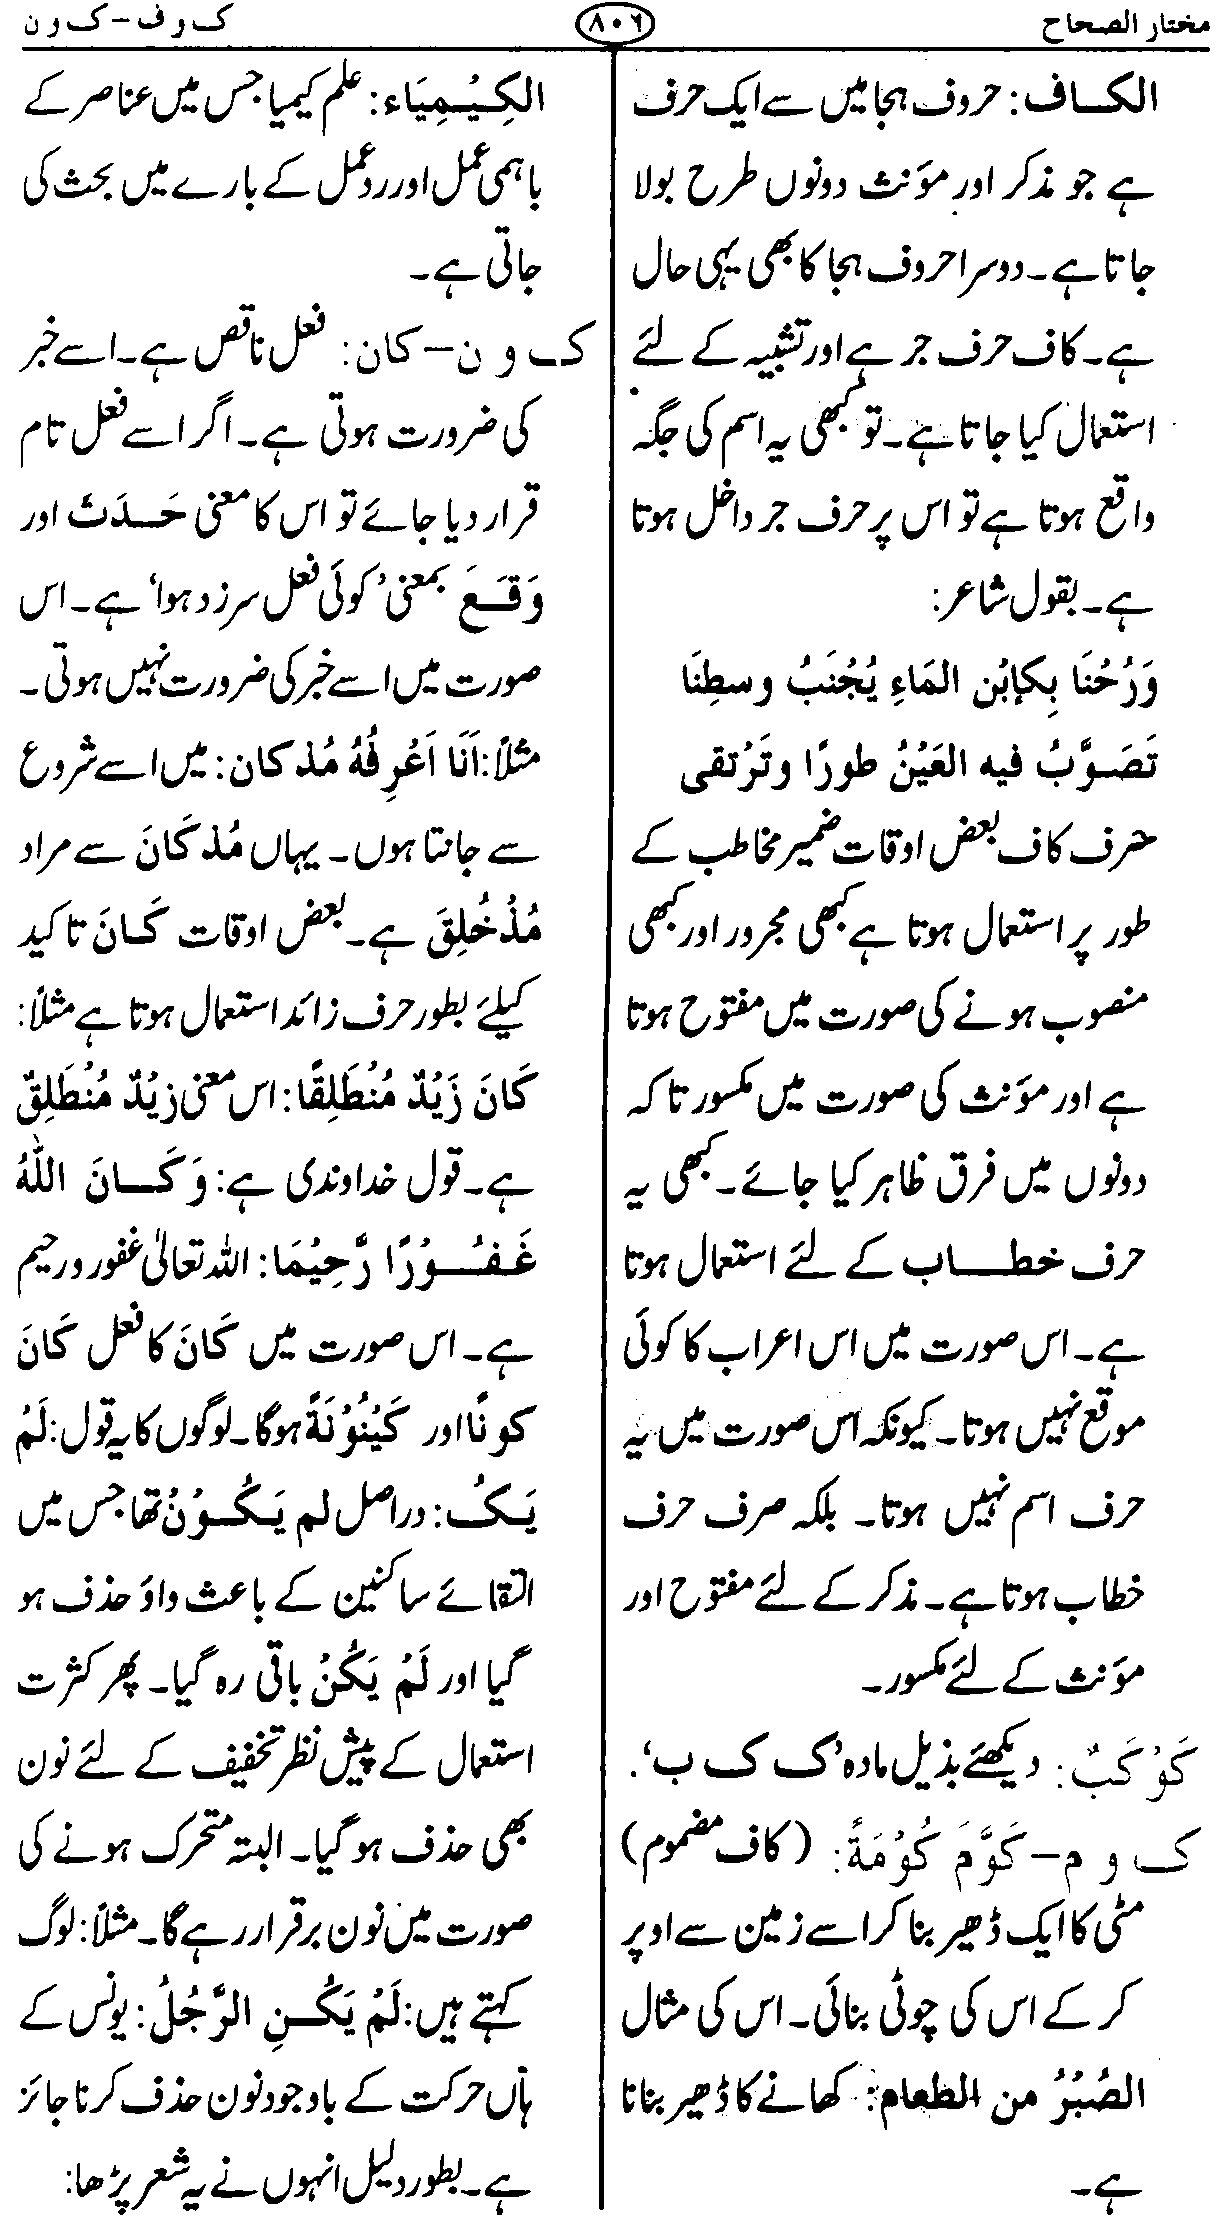 مختار الصحاح
۸۰۶
ک و ف – ک و ن
الکاف: حروف ہجا میں سے ایک حرف
ہے جو مذکر اور مؤنث دونوں طرح بولا
جاتا ہے۔ دوسرا حروف ہجا کا بھی یہی حال
ہے۔ کاف حرف جر ہے اور تشبیہ کے لئے
استعمال کیا جاتا ہے۔ تو کبھی یہ اسم کی جگہ
واقع ہوتا ہے تو اس پر حرف جر داخل ہوتا
ہے۔ بقول شاعر:
وَرُحْنَا بِکَإبْن المَاءِ یُجْنَبُ وسطِنَا
تَصَوَّبُ فیه العَیْنُ طورًا وتَرْتقی
حرف کاف بعض اوقات ضمیر مخاطب کے
طور پر استعمال ہوتا ہے کبھی مجرور اور کبھی
منصوب ہونے کی صورت میں مفتوح ہوتا
ہے اور مؤنث کی صورت میں مکسور تا کہ
دونوں میں فرق ظاہر کیا جائے۔ کبھی یہ
حرف خطاب کے لئے استعمال ہوتا
ہے۔ اس صورت میں اس اعراب کا کوئی
موقع نہیں ہوتا۔ کیونکہ اس صورت میں یہ
حرف اسم نہیں ہوتا۔ بلکہ صرف حرف
خطاب ہوتا ہے۔ مذکر کے لئے مفتوح اور
مؤنث کے لئے مکسور۔
کَوْکَبٌ: دیکھئے بذیل مادہ ’ک ک ب‘.
ک و م – کَوَّمَ کُوْمَةً: (کاف مضموم)
مٹی کا ایک ڈھیر بنا کر اسے زمین سے اوپر
کر کے اس کی چوٹی بنائی۔ اس کی مثال
الصُبْرُ من الطعام: کھانے کا ڈھیر بنانا
ہے۔
الکِیْمِیَاء: علم کیمیا جس میں عناصر کے
باہمی عمل اور رد عمل کے بارے میں بحث کی
جاتی ہے۔
ک و ن – کان: فعل ناقص ہے۔ اسے خبر
کی ضرورت ہوتی ہے۔ اگر اسے فعل تام
قرار دیا جائے تو اس کا معنی حَدَثَ اور
وَقَعَ بمعنی ’کوئی فعل سرزد ہوا‘ ہے۔ اس
صورت میں اسے خبر کی ضرورت نہیں ہوتی۔
مثلاً: اَنَا اَعْرِفُهُ مُذ کان: میں اسے شروع
سے جانتا ہوں۔ یہاں مُذ کَانَ سے مراد
مُذْخُلِقَ ہے۔ بعض اوقات کَانَ تاکید
کیلئے بطور حرف زائد استعمال ہوتا ہے مثلاً:
کَانَ زَیْدٌ مُنْطَلِقًا: اس معنی زیْدٌ مُنْطَلِقٌ
ہے۔ قول خداوندی ہے: وَکَانَ اللّٰهُ
غَفُوْرًا رَّحِیْمَا: اللہ تعالیٰ غفور و رحیم
ہے۔ اس صورت میں کَانَ کا فعل کَانَ
کونًا اور کَیْنُوْنَةً ہوگا۔ لوگوں کا یہ قول: لَمْ
یَکُ: دراصل لم یَکُوْنُ تھا جس میں
التقائے ساکنین کے باعث واؤ حذف ہو
گیا اور لَمْ یَکُنْ باقی رہ گیا۔ پھر کثرت
استعمال کے پیش نظر تخفیف کے لئے نون
بھی حذف ہو گیا۔ البتہ متحرک ہونے کی
صورت میں نون برقرار رہے گا۔ مثلاً: لوگ
کہتے ہیں: لَمْ یَکُنِ الرَّجُلُ: یونس کے
ہاں حرکت کے باوجود نون حذف کرنا جائز
ہے۔ بطور دلیل انہوں نے یہ شعر پڑھا: